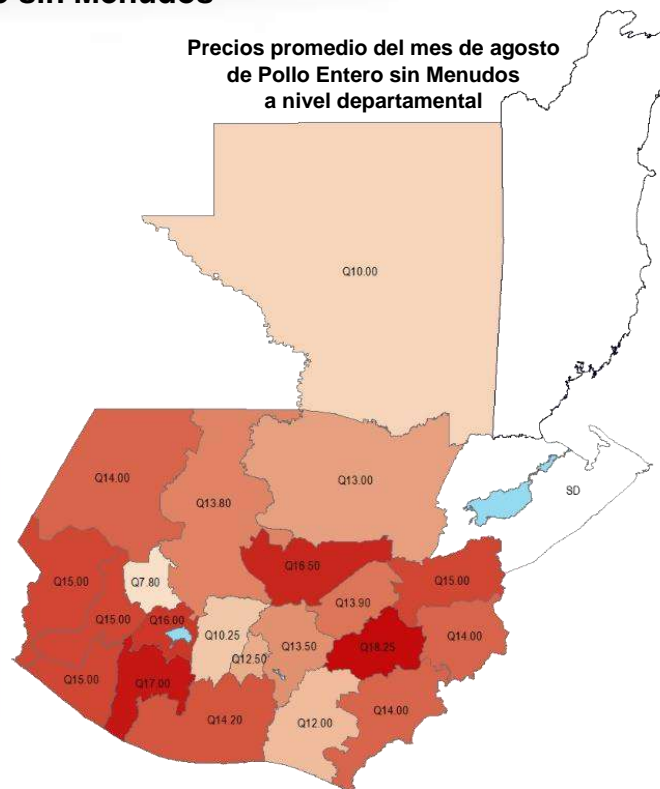 Precios promedio del mes de agosto
de Pollo Entero sin Menudos
a nivel departamental
Q10.00
Q14.00
Q13.80
Q13.00
SD
Q16.50
Q15.00
Q7.80
Q15.00
Q13.90
Q15.00
Q16.00
Q10.25
Q12.50
Q13.50
Q18.25
Q14.00
Q15.00
Q17.00
Q14.20
Q12.00
Q14.00